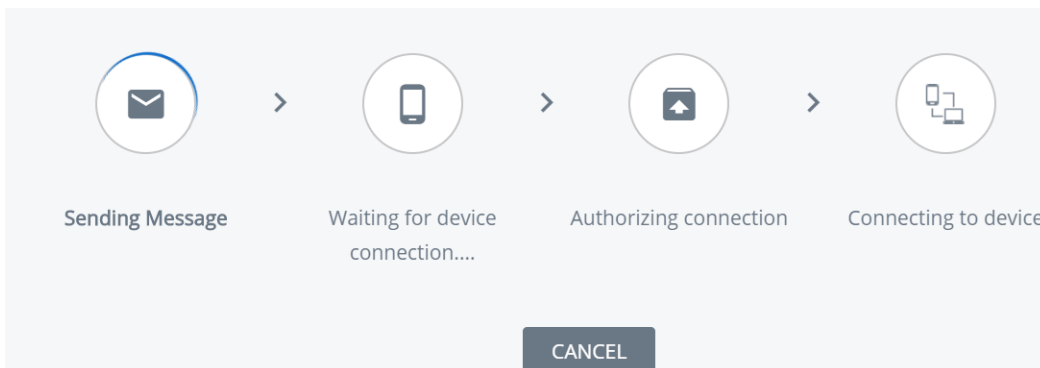 Sending Message
Waiting for device
connection....
Authorizing connection
Connecting to device
CANCEL